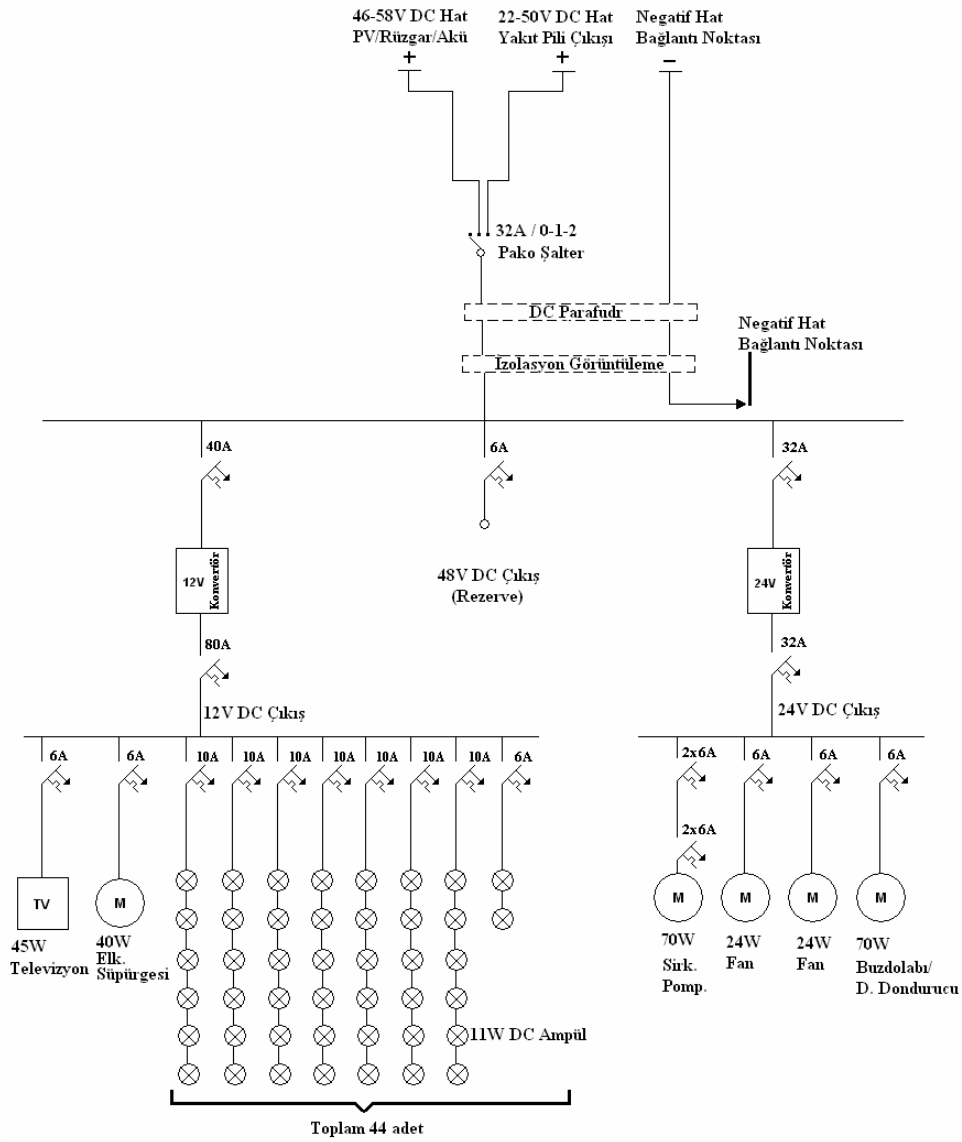 46-58V DC Hat
PV/Rüzgar/Akü
+
22-50V DC Hat
Yakıt Pili Çıkışı
+
Negatif Hat
Bağlantı Noktası
−
32A / 0-1-2
Pako Şalter
DC Parafudr
İzolasyon Görüntüleme
Negatif Hat
Bağlantı Noktası
40A
6A
32A
12V
Konvertör
48V DC Çıkış
(Rezerve)
24V
Konvertör
80A
32A
12V DC Çıkış
24V DC Çıkış
6A
6A
10A
10A
10A
10A
10A
10A
10A
6A
2x6A
6A
6A
6A
2x6A
TV
M
M
M
M
M
45W
Televizyon
40W
Elk.
Süpürgesi
70W
Sirk.
Pomp.
24W
Fan
24W
Fan
70W
Buzdolabı/
D. Dondurucu
11W DC Ampül
Toplam 44 adet